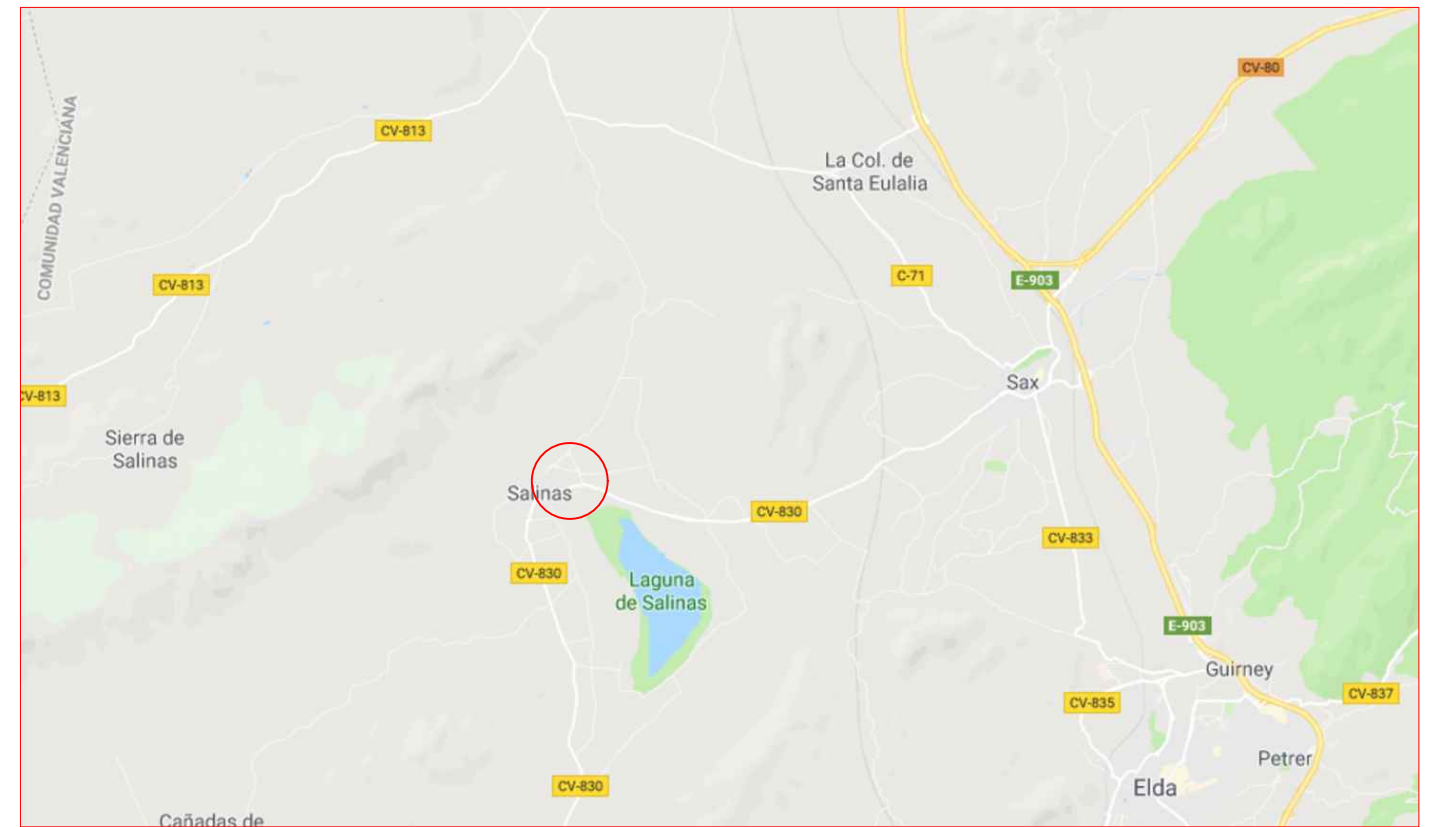 CV-80
COMUNIDAD VALENCIANA
CV-813
La Col. de
Santa Eulalia
C-71
E-903
CV-813
Sax
CV-813
Sierra de
Salinas
Salinas
CV-830
CV-833
CV-830
Laguna
de Salinas
E-903
Guirney
CV-837
CV-835
Petrer
CV-830
Elda
Cañadas de